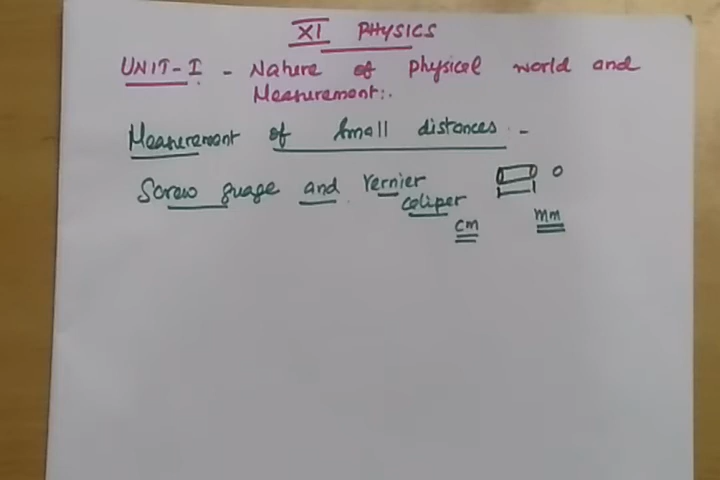 XI PHYSICS
UNIT-I - Nature of Physical world and
Measurement:.
Measurement of Small distances -
Screw guage and Vernier
Caliper
cm mm